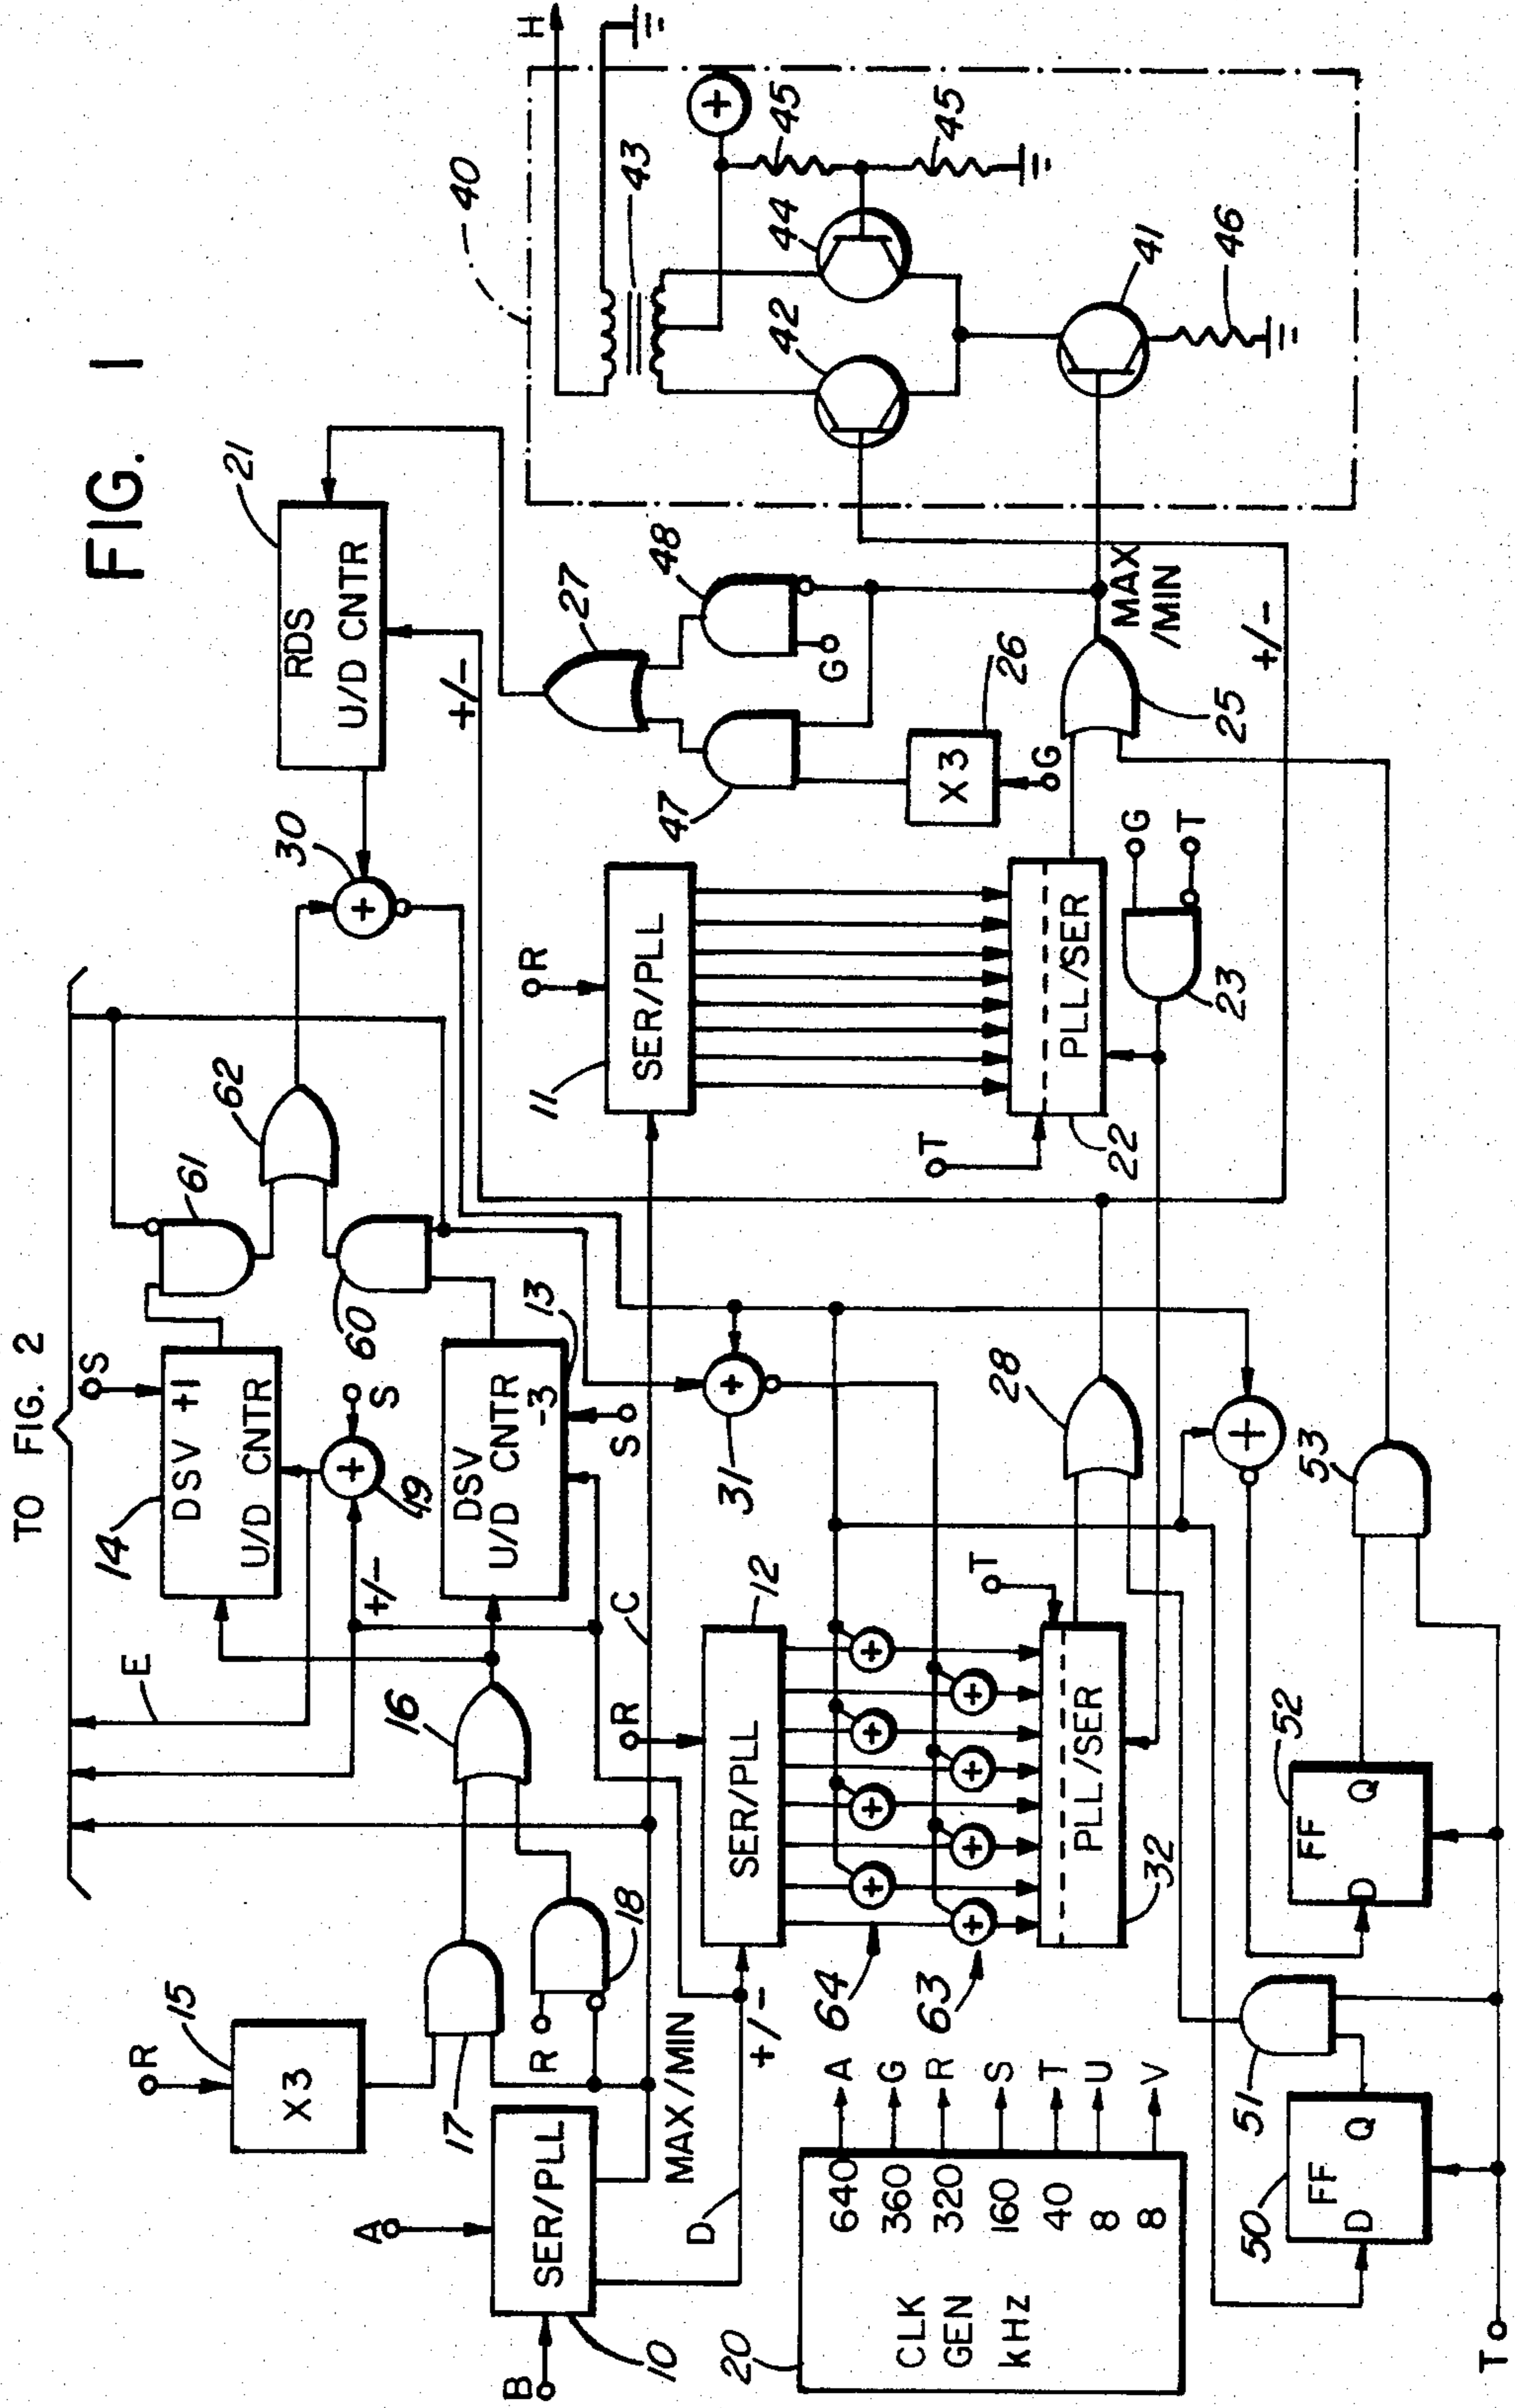 FIG. 1
TO FIG. 2
E
S
14
DSV +1
U/D CNTR
49
S
+/-
61
62
60
13
DSV
U/D CNTR
-3
S
30
21
RDS
U/D CNTR
+/-
R
15
X3
17
16
18
R
A
B
SER/PLL
10
MAX/MIN
D
+/-
C
R
12
SER/PLL
64
63
31
T
PLL/SER
32
28
R
11
SER/PLL
T
PLL/SER
22
G
T
23
27
47
48
G
X3
26
G
25
MAX
/MIN
+/-
40
H
43
45
45
44
42
41
46
20
CLK
GEN
kHz
640 A
360 G
320 R
160 S
40 T
8 U
8 V
50
FF
D Q
51
52
FF
D Q
53
T